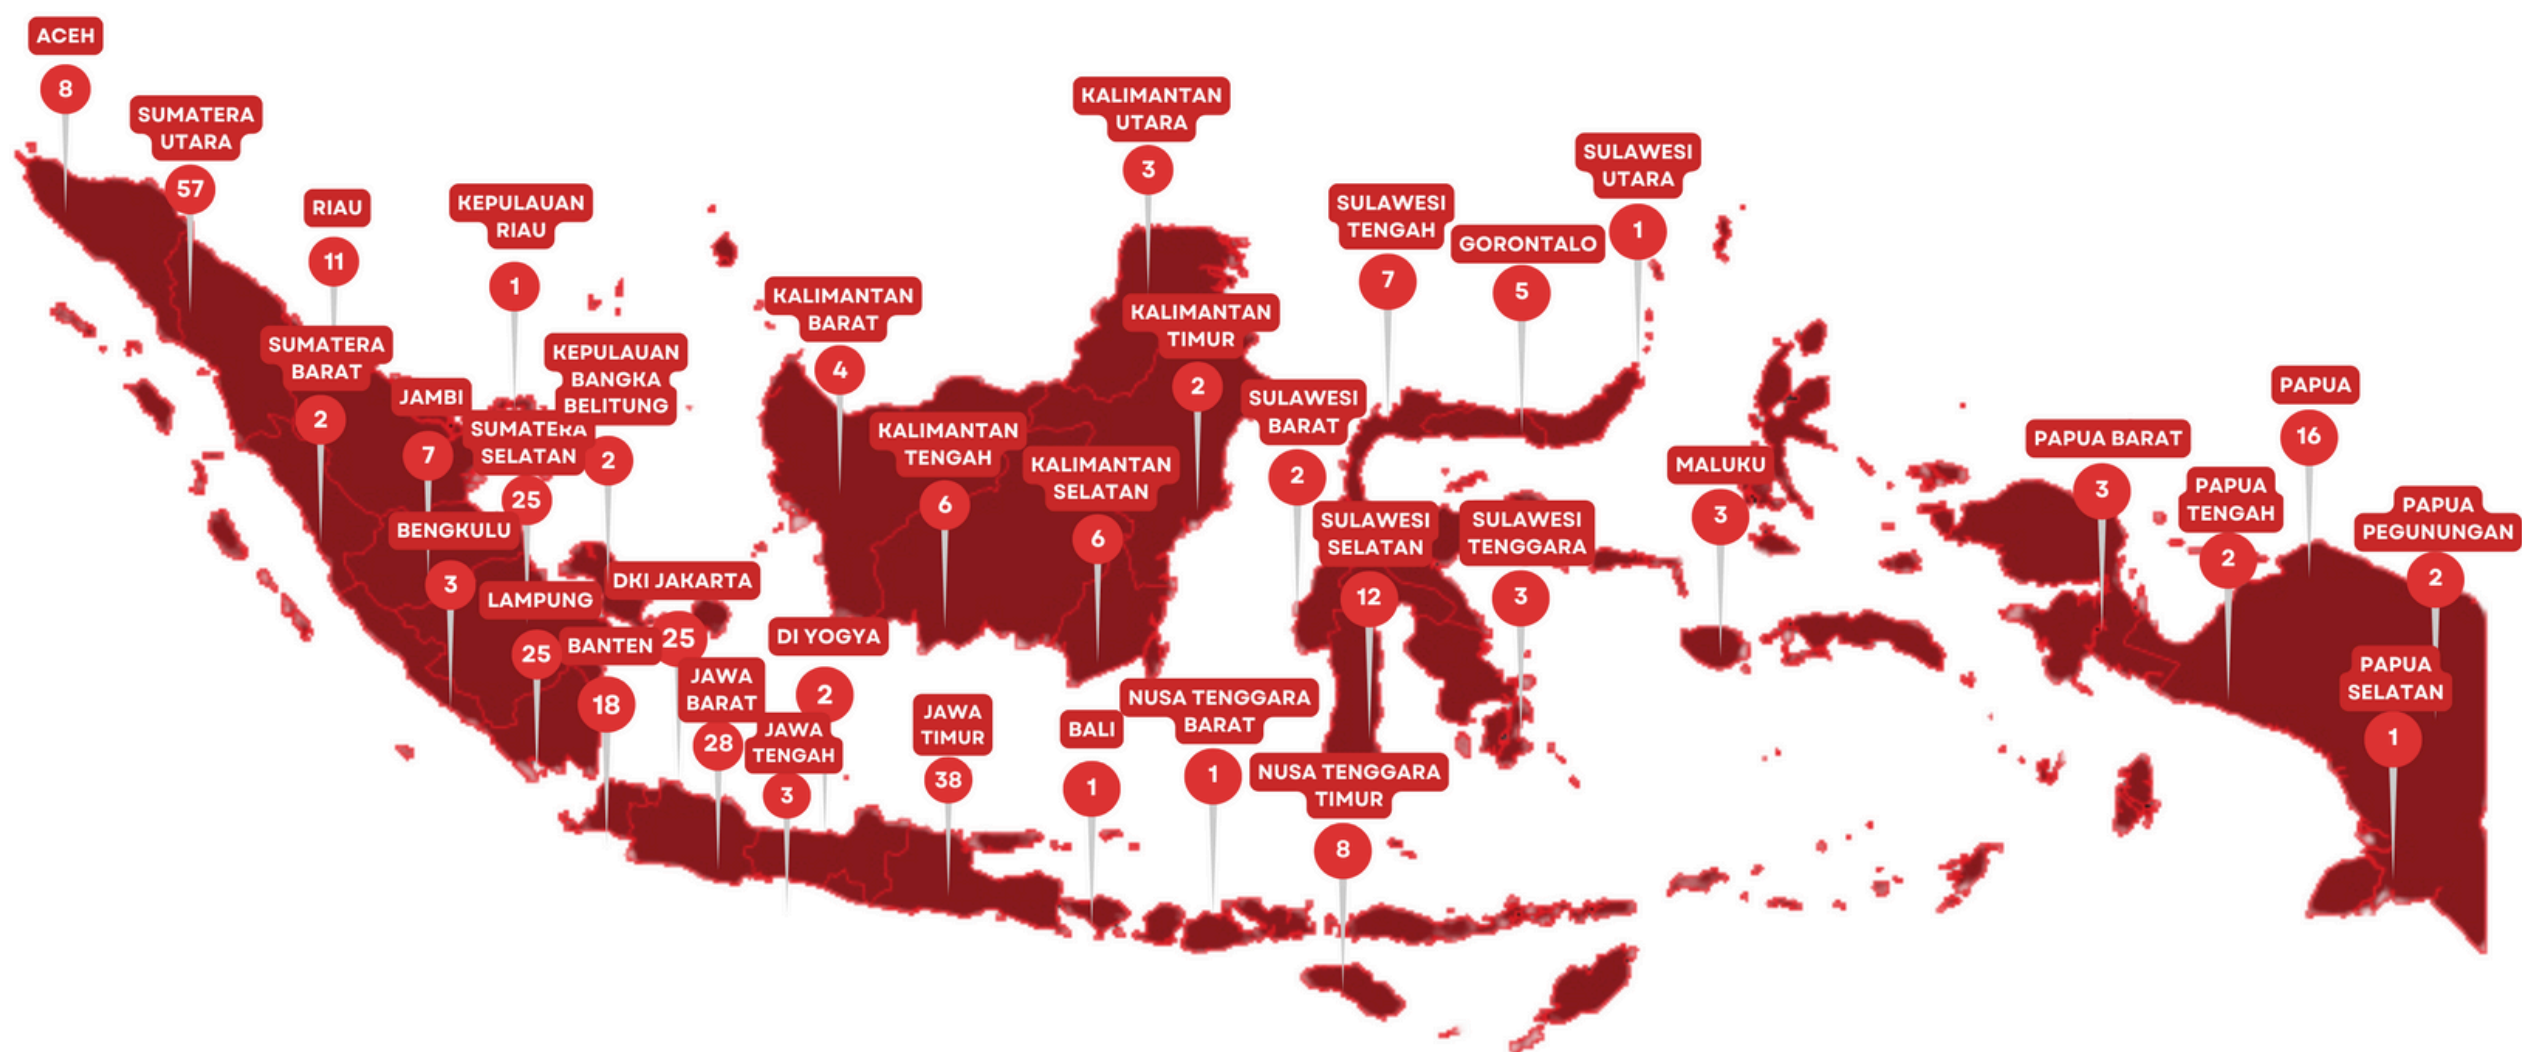 ACEH
8
SUMATERA
UTARA
57
RIAU
11
KEPULAUAN
RIAU
1
SUMATERA
BARAT
2
JAMBI
7
KEPULAUAN
BANGKA
BELITUNG
2
SUMATERA
SELATAN
25
BENGKULU
3
LAMPUNG
25
BANTEN
18
DKI JAKARTA
25
JAWA
BARAT
28
JAWA
TENGAH
3
DI YOGYA
2
JAWA
TIMUR
38
KALIMANTAN
BARAT
4
KALIMANTAN
TENGAH
6
KALIMANTAN
SELATAN
6
KALIMANTAN
UTARA
3
KALIMANTAN
TIMUR
2
BALI
1
NUSA TENGGARA
BARAT
1
NUSA TENGGARA
TIMUR
8
SULAWESI
BARAT
2
SULAWESI
TENGAH
7
GORONTALO
5
SULAWESI
UTARA
1
SULAWESI
SELATAN
12
SULAWESI
TENGGARA
3
MALUKU
3
PAPUA BARAT
3
PAPUA
TENGAH
2
PAPUA
16
PAPUA
PEGUNUNGAN
2
PAPUA
SELATAN
1